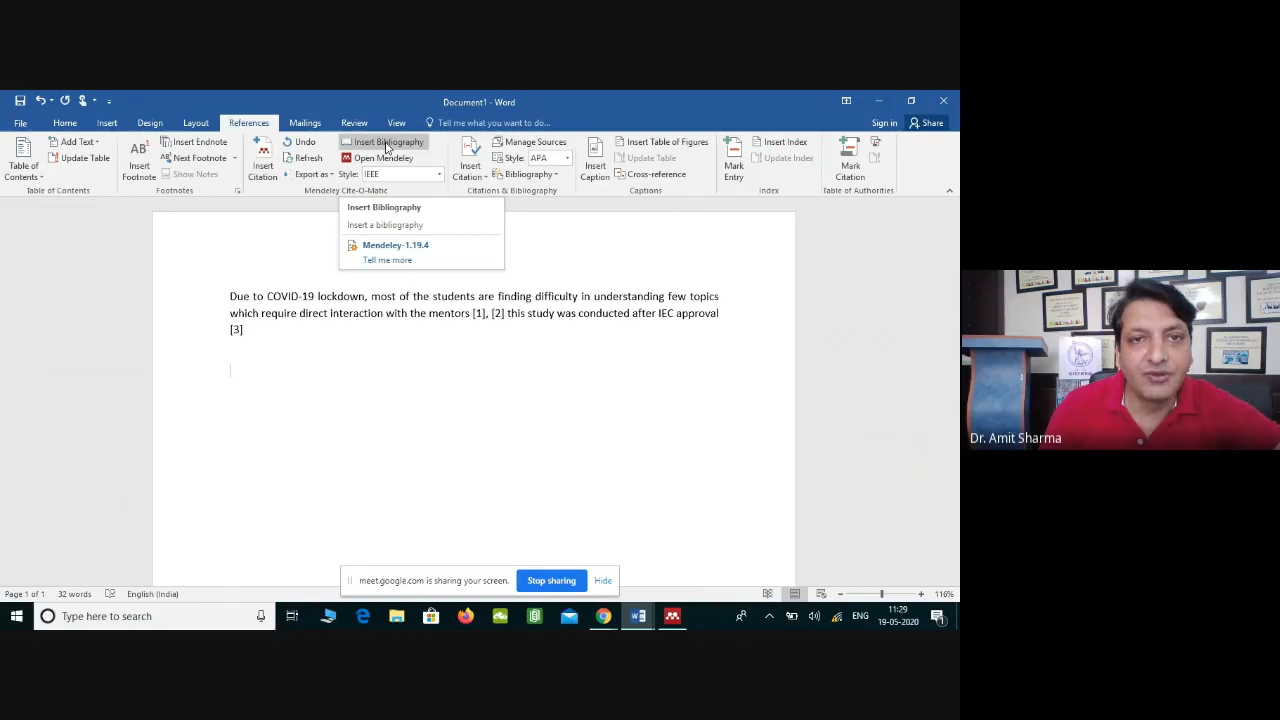 Document1 - Word
File Home Insert Design Layout References Mailings Review View Tell me what you want to do... Sign in Share
Table of Contents
Add Text
Update Table
Table of Contents
AB1
Insert Footnote
Insert Endnote
Next Footnote
Show Notes
Footnotes
Insert Citation
Undo
Refresh
Export as
Insert Bibliography
Open Mendeley
Style: IEEE
Mendeley Cite-O-Matic
Insert Citation
Manage Sources
Style: APA
Bibliography
Citations & Bibliography
Insert Caption
Insert Table of Figures
Update Table
Cross-reference
Captions
Mark Entry
Insert Index
Update Index
Index
Mark Citation
Table of Authorities
Insert Bibliography
Insert a bibliography
Mendeley-1.19.4
Tell me more
Due to COVID-19 lockdown, most of the students are finding difficulty in understanding few topics
which require direct interaction with the mentors [1], [2] this study was conducted after IEC approval
[3]
Dr. Amit Sharma
meet.google.com is sharing your screen. Stop sharing Hide
Page 1 of 1 32 words English (India) 116%
Type here to search
ENG
11:29
19-05-2020
1